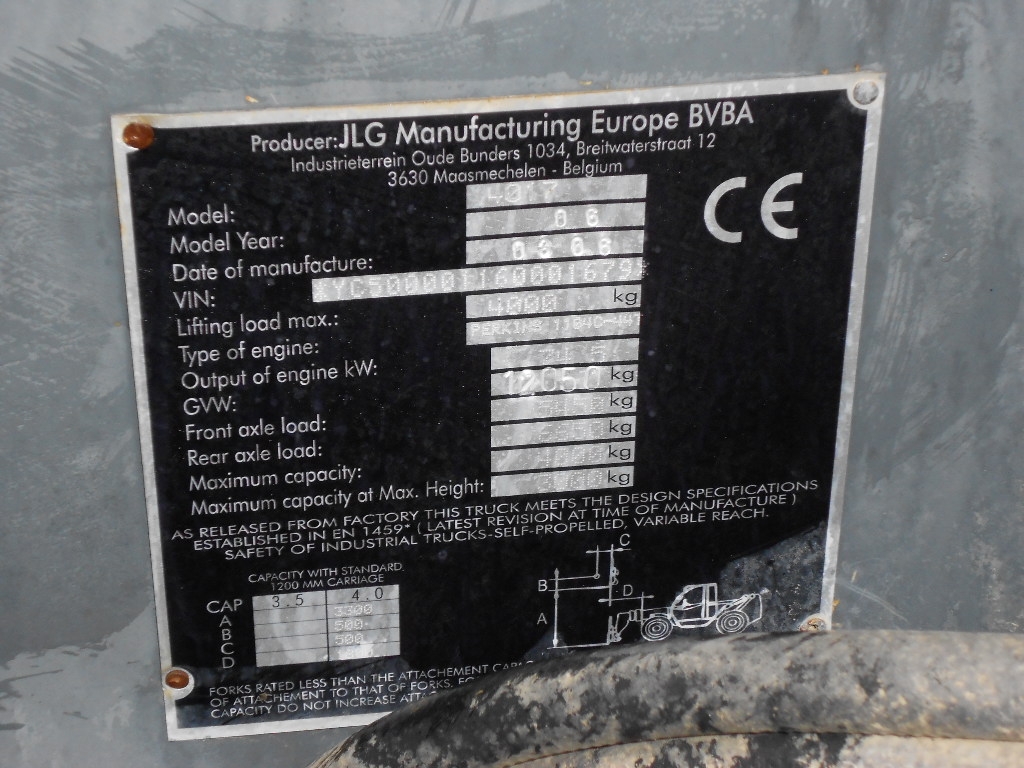 Producer: JLG Manufacturing Europe BVBA
Industrieterrein Oude Bunders 1034, Breitwaterstraat 12
3630 Maasmechelen - Belgium
CE
Model: 4017
Model Year: 06
Date of manufacture: 03 06
VIN:
Lifting load max.: 4000 kg
Type of engine: PERKINS 1104C-44T
Output of engine kW:
GVW: 12050 kg
Front axle load: kg
Rear axle load: kg
Maximum capacity: 4000 kg
Maximum capacity at Max. Height: kg
AS RELEASED FROM FACTORY THIS TRUCK MEETS THE DESIGN SPECIFICATIONS
ESTABLISHED IN EN 1459* ( LATEST REVISION AT TIME OF MANUFACTURE )
SAFETY OF INDUSTRIAL TRUCKS-SELF-PROPELLED, VARIABLE REACH.
CAPACITY WITH STANDARD,
1200 MM CARRIAGE
CAP 3.5 4.0
A 3300
B 500
C 500
D
C
B
D
A
FORKS RATED LESS THAN THE ATTACHEMENT
OF ATTACHEMENT TO THAT OF FORKS.
CAPACITY DO NOT INCREASE